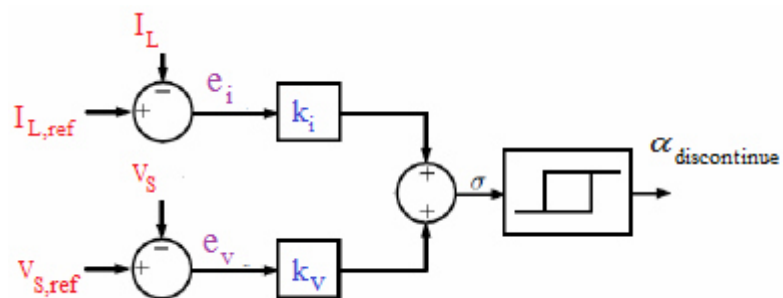 I_L
I_L,ref
e_i
k_i
V_S
V_S,ref
e_v
k_V
σ
α_discontinue